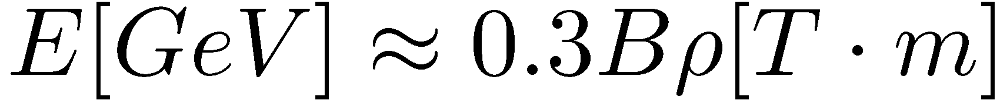 E[GeV] ≈ 0.3Bρ[T · m]